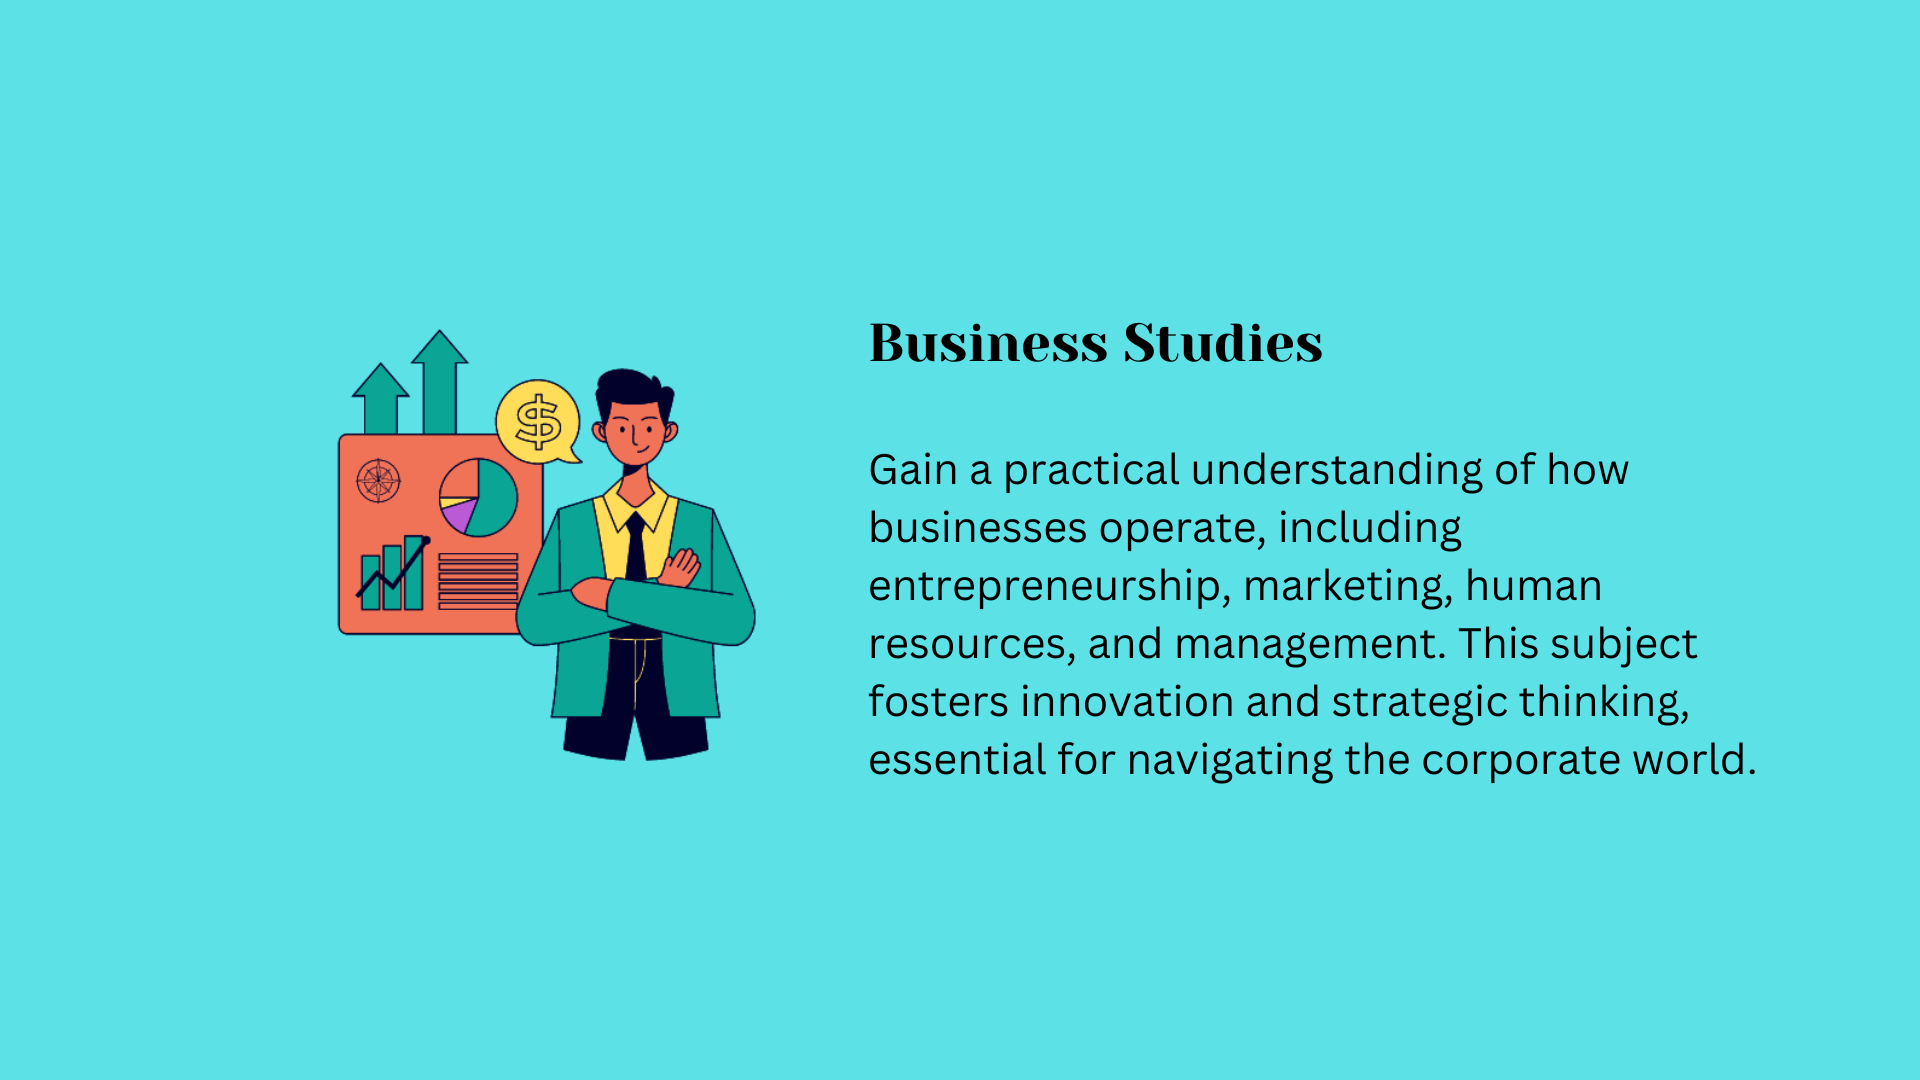 $
Business Studies
Gain a practical understanding of how
businesses operate, including
entrepreneurship, marketing, human
resources, and management. This subject
fosters innovation and strategic thinking,
essential for navigating the corporate world.